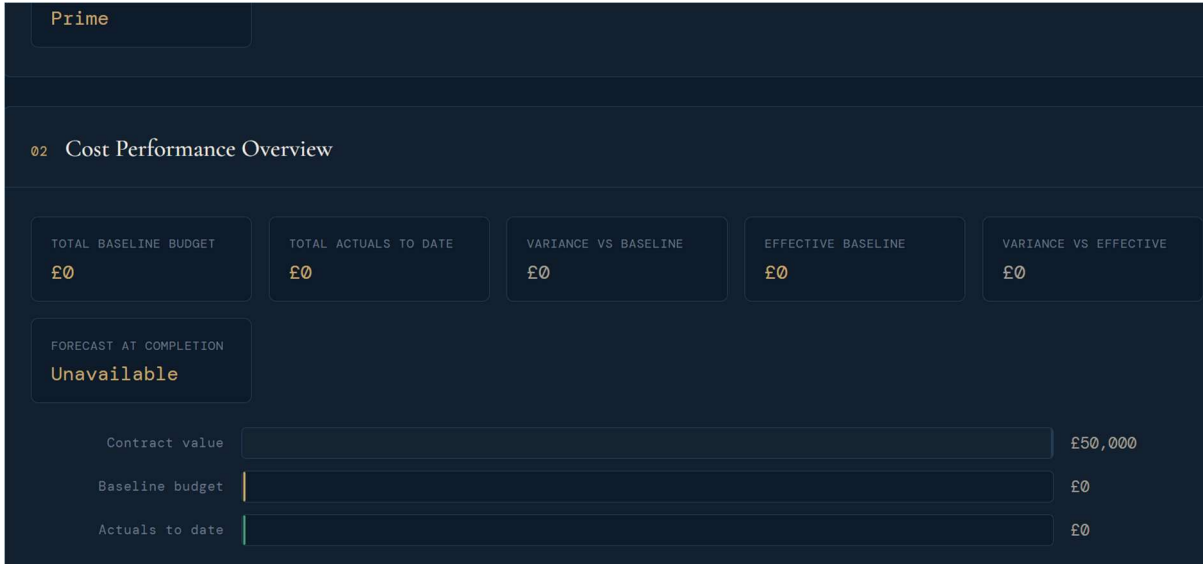 Prime
02 Cost Performance Overview
TOTAL BASELINE BUDGET
£0
TOTAL ACTUALS TO DATE
£0
VARIANCE VS BASELINE
£0
EFFECTIVE BASELINE
£0
VARIANCE VS EFFECTIVE
£0
FORECAST AT COMPLETION
Unavailable
Contract value £50,000
Baseline budget £0
Actuals to date £0